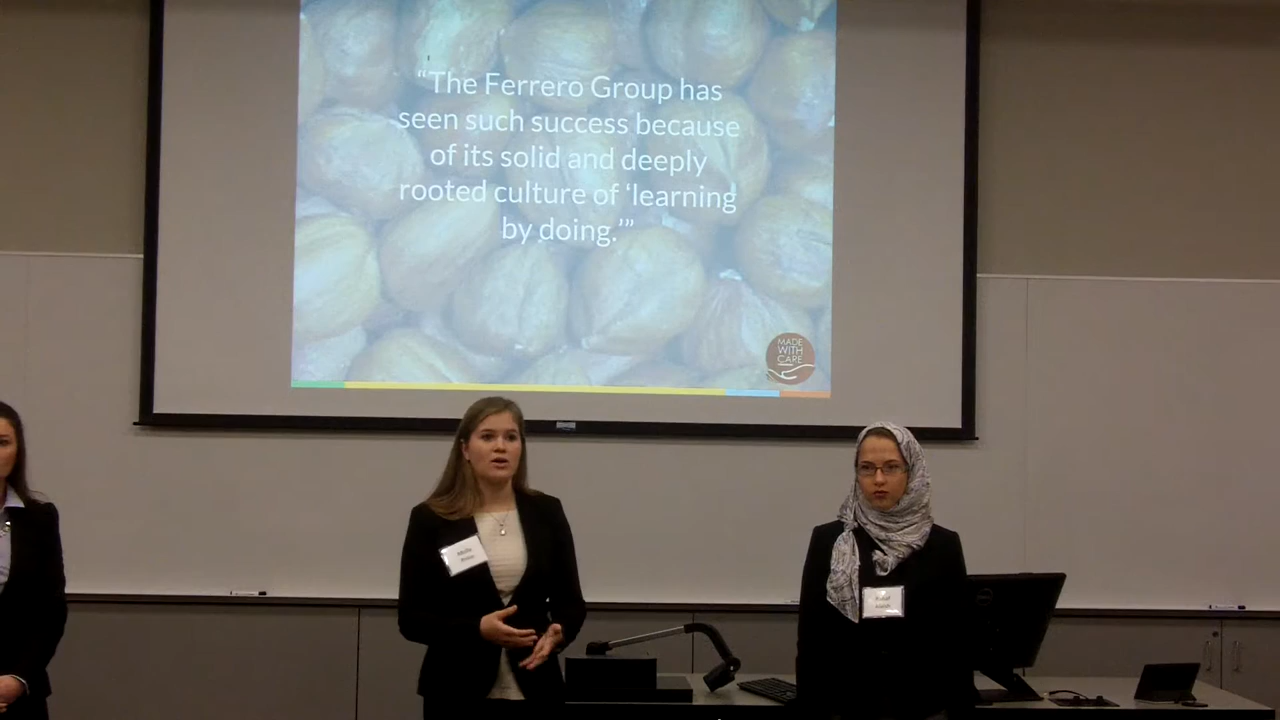 “The Ferrero Group has
seen such success because
of its solid and deeply
rooted culture of ‘learning
by doing.’”
MADE
WITH
CARE